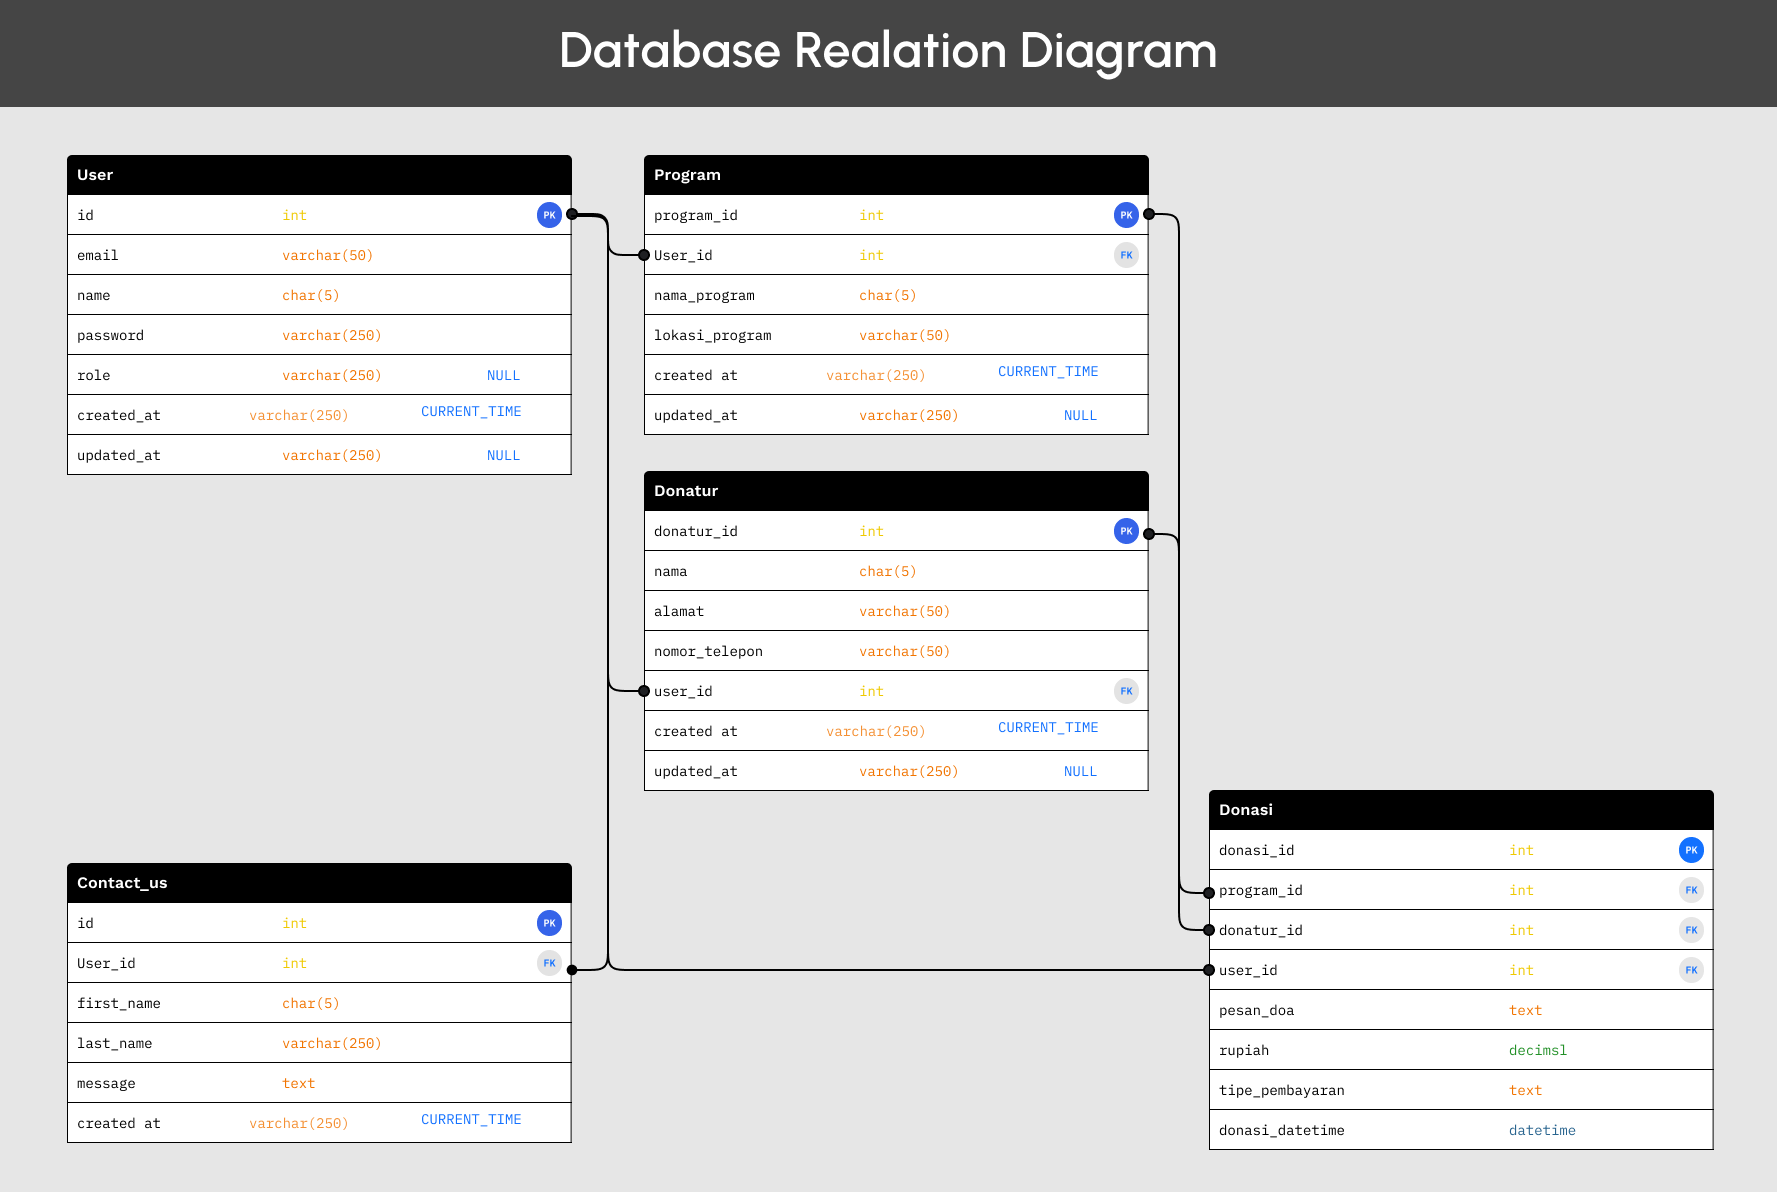 Database Realation Diagram
User
id int PK
email varchar(50)
name char(5)
password varchar(250)
role varchar(250) NULL
created_at varchar(250) CURRENT_TIME
updated_at varchar(250) NULL
Program
program_id int PK
User_id int FK
nama_program char(5)
lokasi_program varchar(50)
created at varchar(250) CURRENT_TIME
updated_at varchar(250) NULL
Donatur
donatur_id int PK
nama char(5)
alamat varchar(50)
nomor_telepon varchar(50)
user_id int FK
created at varchar(250) CURRENT_TIME
updated_at varchar(250) NULL
Contact_us
id int PK
User_id int FK
first_name char(5)
last_name varchar(250)
message text
created at varchar(250) CURRENT_TIME
Donasi
donasi_id int PK
program_id int FK
donatur_id int FK
user_id int FK
pesan_doa text
rupiah decimsl
tipe_pembayaran text
donasi_datetime datetime